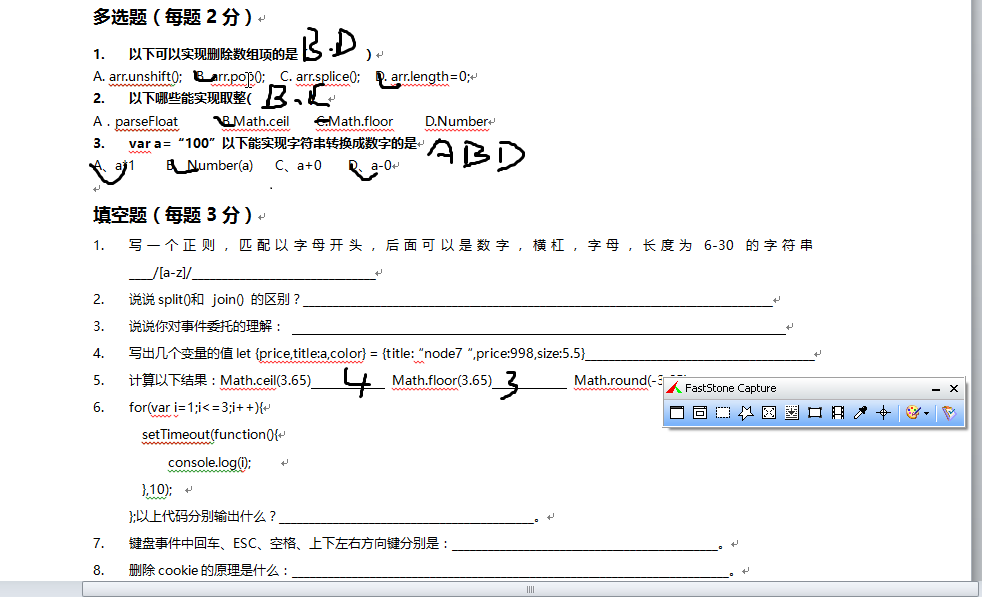 多选题（每题 2 分）
1. 以下可以实现删除数组项的是（B.D ）
A. arr.unshift(); B. arr.pop(); C. arr.splice(); D. arr.length=0;
2. 以下哪些能实现取整( B、C
A．parseFloat B.Math.ceil C.Math.floor D.Number
3. var a=“100”以下能实现字符串转换成数字的是 ABD
A、a*1 B、Number(a) C、a+0 D、a-0
填空题（每题 3 分）
1. 写一个正则，匹配以字母开头，后面可以是数字，横杠，字母，长度为 6-30 的字符串
____/[a-z]/____________________________
2. 说说 split()和 join() 的区别？____________________________
3. 说说你对事件委托的理解：____________________________
4. 写出几个变量的值 let {price,title:a,color} = {title: “node7 “,price:998,size:5.5}____________________________
5. 计算以下结果：Math.ceil(3.65)____4____ Math.floor(3.65)____3____ Math.round(-3
FastStone Capture
6. for(var i=1;i<=3;i++){
setTimeout(function(){
console.log(i);
},10);
};以上代码分别输出什么？____________________________。
7. 键盘事件中回车、ESC、空格、上下左右方向键分别是：____________________________。
8. 删除 cookie 的原理是什么：____________________________。